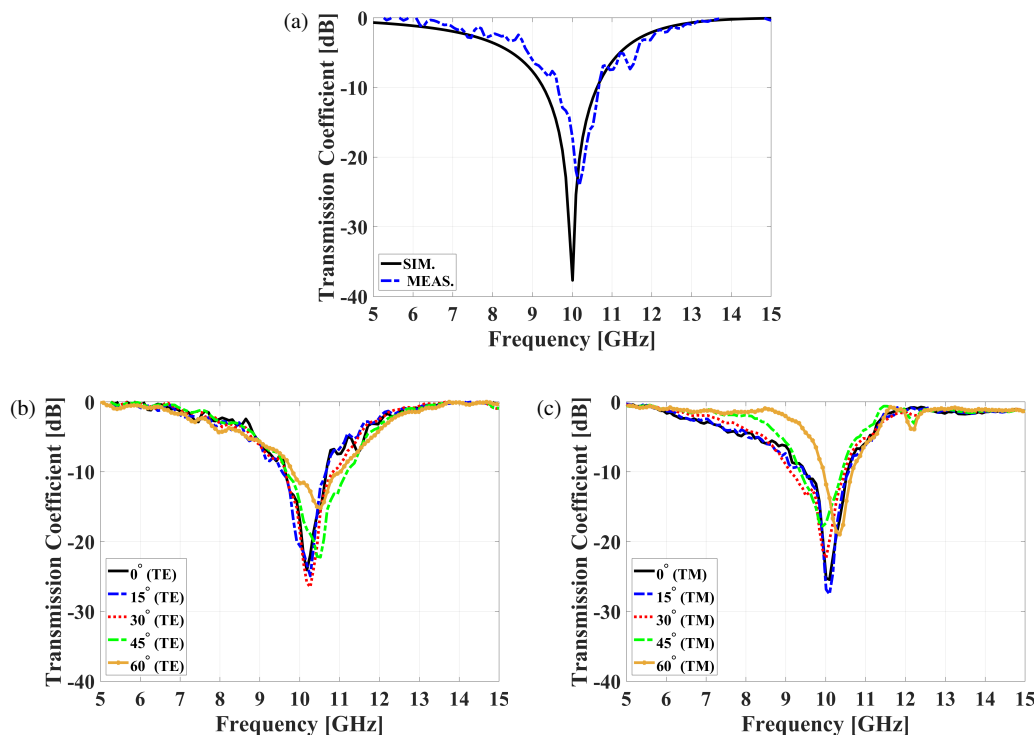 (a)
Transmission Coefficient [dB]
0
-10
-20
-30
-40
SIM.
MEAS.
5 6 7 8 9 10 11 12 13 14 15
Frequency [GHz]
(b)
Transmission Coefficient [dB]
0
-10
-20
-30
-40
0° (TE)
15° (TE)
30° (TE)
45° (TE)
60° (TE)
5 6 7 8 9 10 11 12 13 14 15
Frequency [GHz]
(c)
Transmission Coefficient [dB]
0
-10
-20
-30
-40
0° (TM)
15° (TM)
30° (TM)
45° (TM)
60° (TM)
5 6 7 8 9 10 11 12 13 14 15
Frequency [GHz]